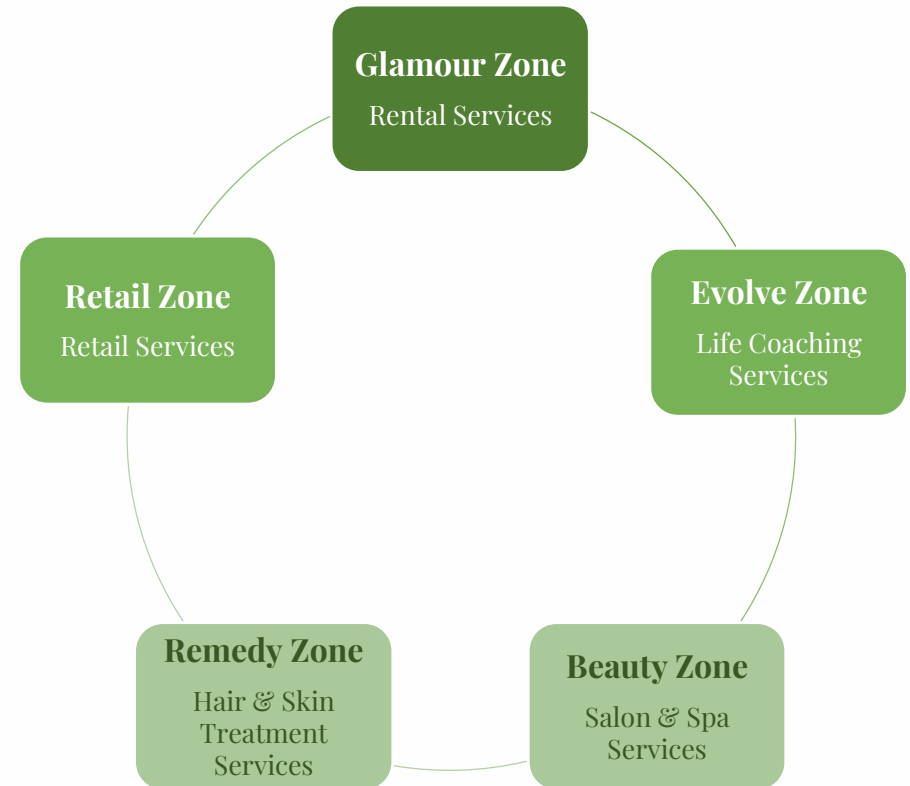 Glamour Zone
Rental Services
Evolve Zone
Life Coaching
Services
Beauty Zone
Salon & Spa
Services
Remedy Zone
Hair & Skin
Treatment
Services
Retail Zone
Retail Services